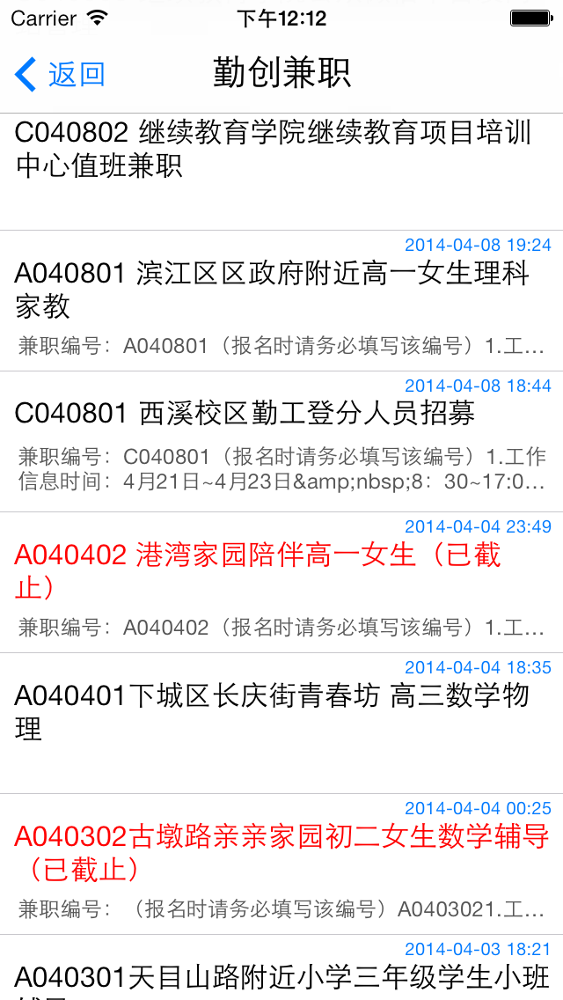 Carrier 下午12:12
返回 勤创兼职
C040802 继续教育学院继续教育项目培训
中心值班兼职
2014-04-08 19:24
A040801 滨江区区政府附近高一女生理科
家教
兼职编号：A040801（报名时请务必填写该编号）1.工...
2014-04-08 18:44
C040801 西溪校区勤工登分人员招募
兼职编号：C040801（报名时请务必填写该编号）1.工作
信息时间：4月21日~4月23日&amp;nbsp;8：30~17:0...
2014-04-04 23:49
A040402 港湾家园陪伴高一女生（已截
止）
兼职编号：A040402（报名时请务必填写该编号）1.工...
2014-04-04 18:35
A040401下城区长庆街青春坊 高三数学物
理
2014-04-04 00:25
A040302古墩路亲亲家园初二女生数学辅导
（已截止）
兼职编号：（报名时请务必填写该编号）A0403021.工...
2014-04-03 18:21
A040301天目山路附近小学三年级学生小班